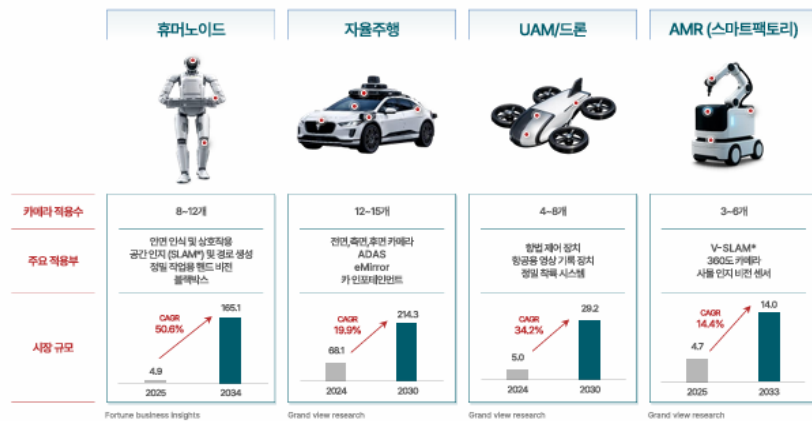 휴머노이드
자율주행
UAM/드론
AMR (스마트팩토리)
카메라 적용수
8~12개
12~15개
4~8개
3~6개
주요 적용부
안면 인식 및 상호작용
공간 인지 (SLAM*) 및 경로 생성
정밀 작업용 핸드 비전
블랙박스
전면,측면,후면 카메라
ADAS
eMirror
카 인포테인먼트
항법 제어 장치
항공용 영상 기록 장치
정밀 착륙 시스템
V-SLAM*
360도 카메라
사물 인지 비전 센서
시장 규모
CAGR
50.6%
4.9
165.1
2025
2034
CAGR
19.9%
68.1
214.3
2024
2030
CAGR
34.2%
5.0
29.2
2024
2030
CAGR
14.4%
4.7
14.0
2025
2033
Fortune business Insights
Grand view research
Grand view research
Grand view research